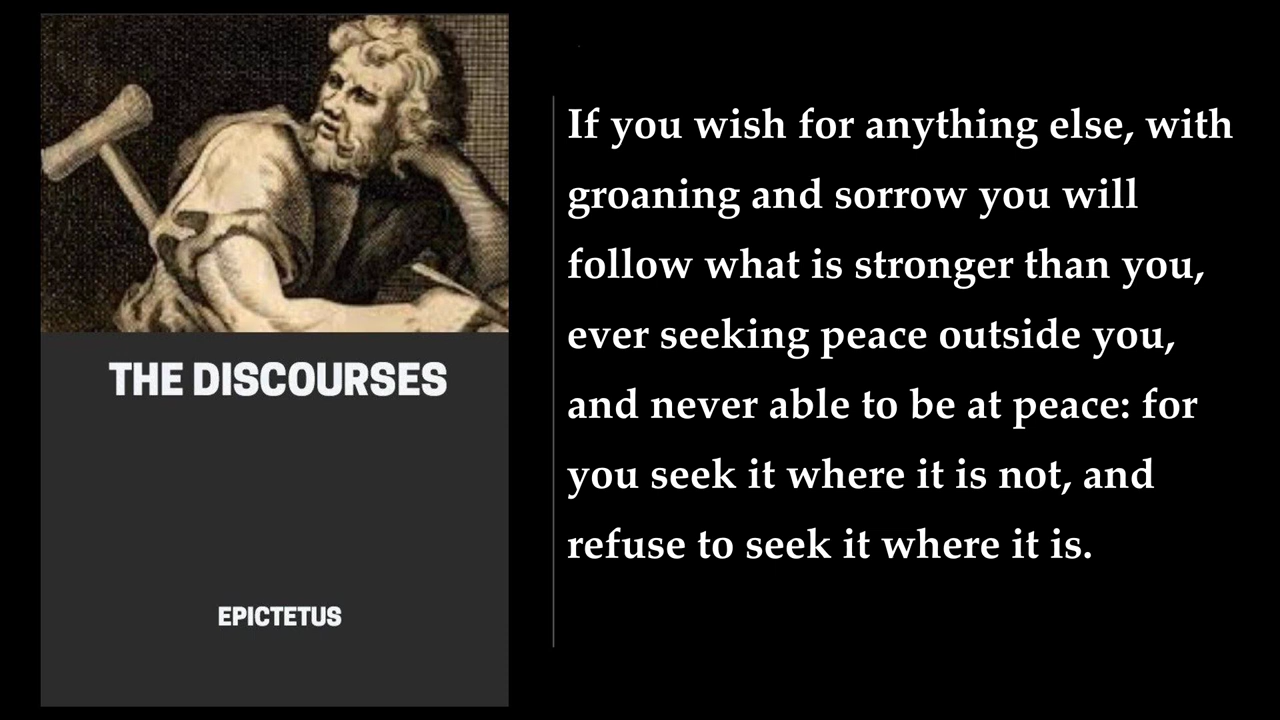 THE DISCOURSES
EPICTETUS
If you wish for anything else, with
groaning and sorrow you will
follow what is stronger than you,
ever seeking peace outside you,
and never able to be at peace: for
you seek it where it is not, and
refuse to seek it where it is.